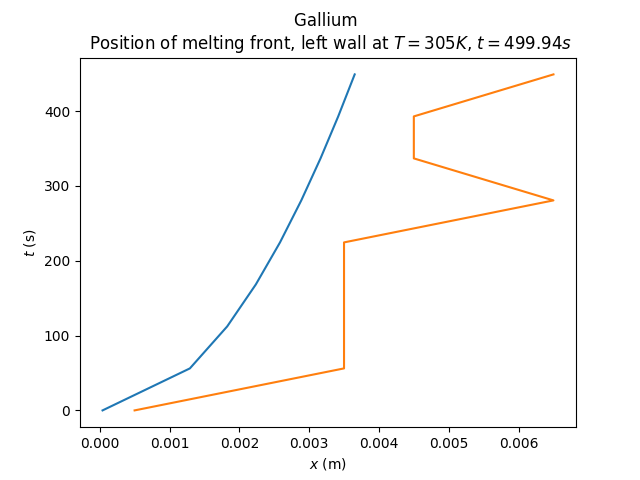 Gallium
Position of melting front, left wall at T = 305K, t = 499.94s
400
300
200
100
0
t (s)
0.000 0.001 0.002 0.003 0.004 0.005 0.006
x (m)